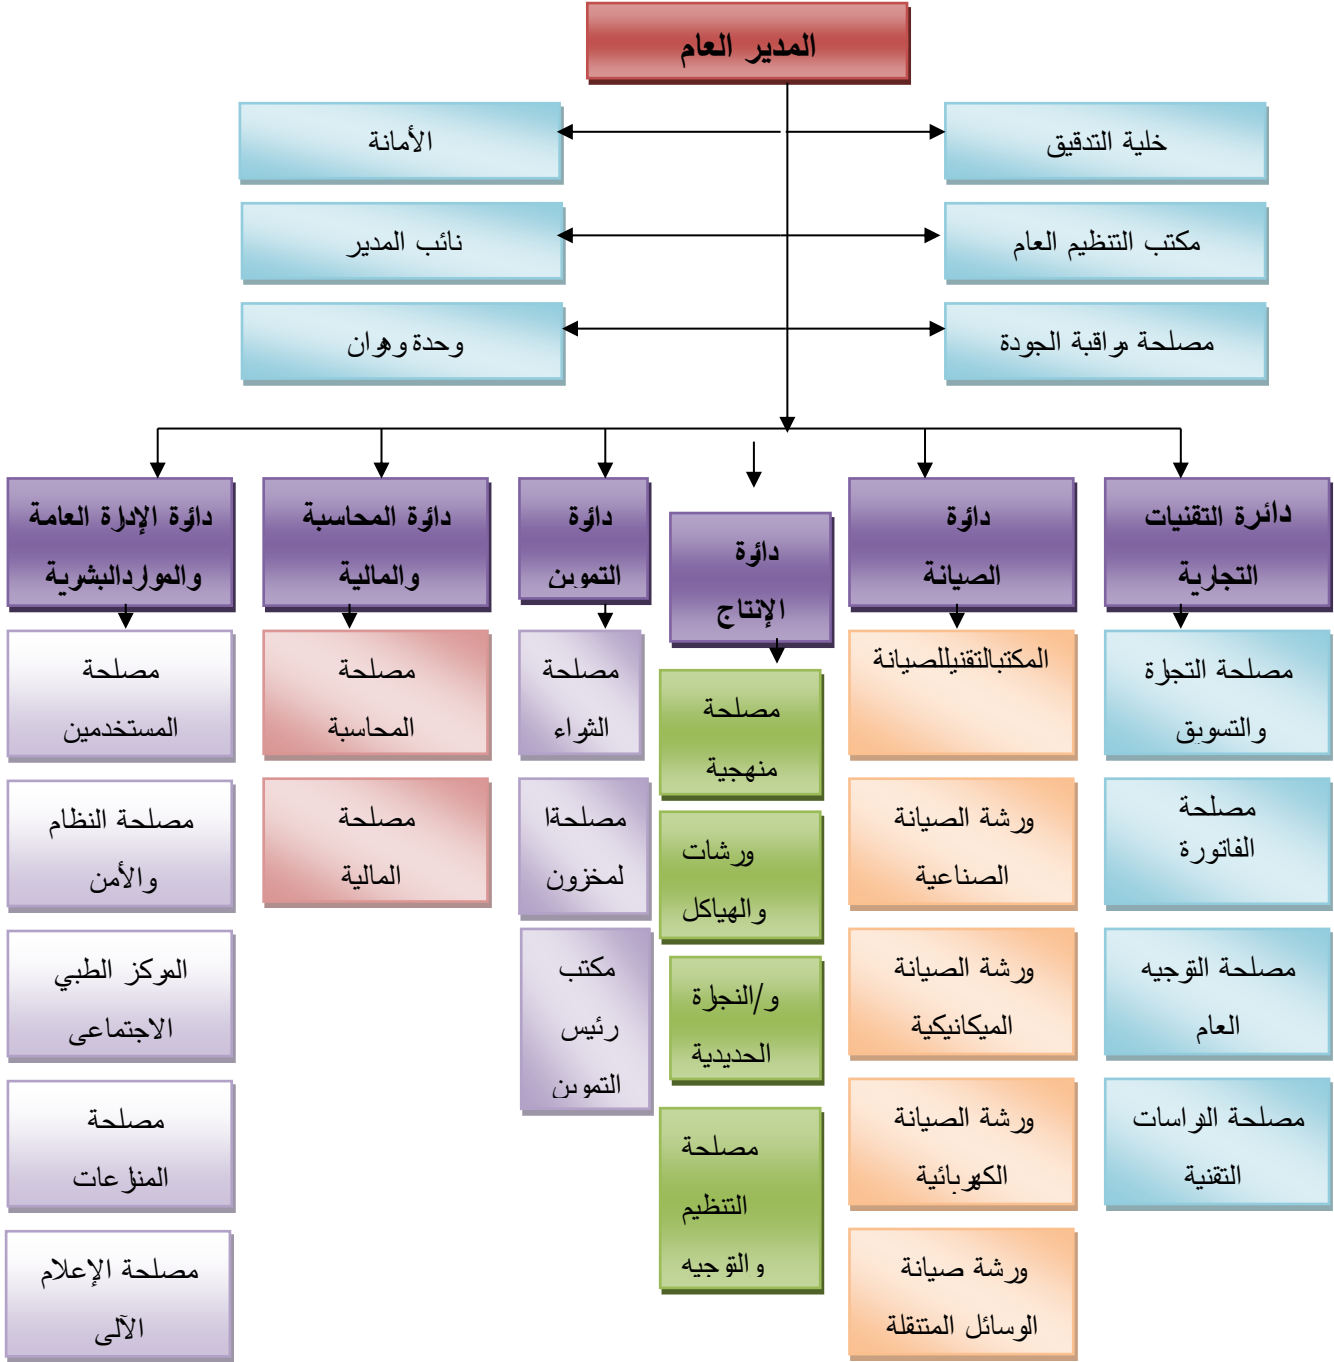 المدير العام
خلية التدقيق
الأمانة
مكتب التنظيم العام
نائب المدير
مصلحة مراقبة الجودة
وحدة وهران
دائرة التقنيات
التجارية
دائرة
الصيانة
دائرة
الإنتاج
دائرة
التموين
دائرة المحاسبة
والمالية
دائرة الإدارة العامة
والمواردالبشرية
مصلحة التجارة
والتسويق
مصلحة
الفاتورة
مصلحة التوجيه
العام
مصلحة الدراسات
التقنية
المكتبالتقنيللصيانة
ورشة الصيانة
الصناعية
ورشة الصيانة
الميكانيكية
ورشة الصيانة
الكهربائية
ورشة صيانة
الوسائل المتنقلة
مصلحة
منهجية
ورشات
والهياكل
و/النجارة
الحديدية
مصلحة
التنظيم
والتوجيه
مصلحة
الشراء
مصلحةا
لمخزون
مكتب
رئيس
التموين
مصلحة
المحاسبة
مصلحة
المالية
مصلحة
المستخدمين
مصلحة النظام
والأمن
المركز الطبي
الاجتماعى
مصلحة
المنازعات
مصلحة الإعلام
الآلى